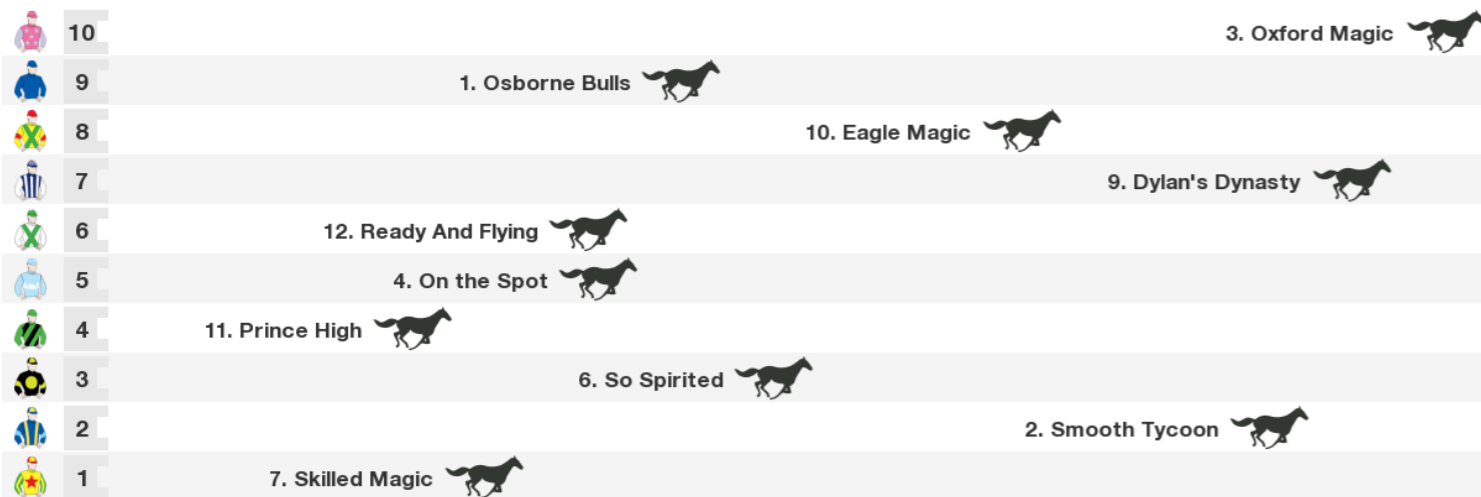 10 3. Oxford Magic
9 1. Osborne Bulls
8 10. Eagle Magic
7 9. Dylan's Dynasty
6 12. Ready And Flying
5 4. On the Spot
4 11. Prince High
3 6. So Spirited
2 2. Smooth Tycoon
1 7. Skilled Magic